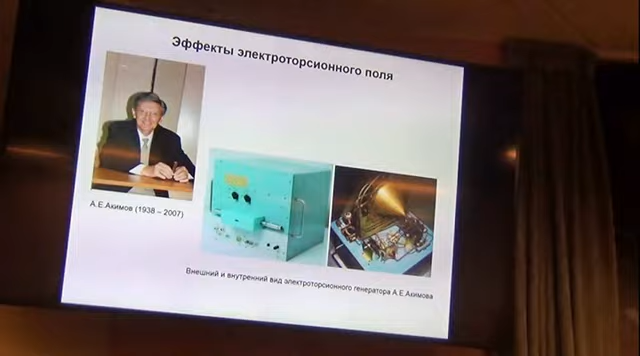 Эффекты электроторсионного поля
А.Е.Акимов (1938 – 2007)
Внешний и внутренний вид электроторсионного генератора А.Е.Акимова